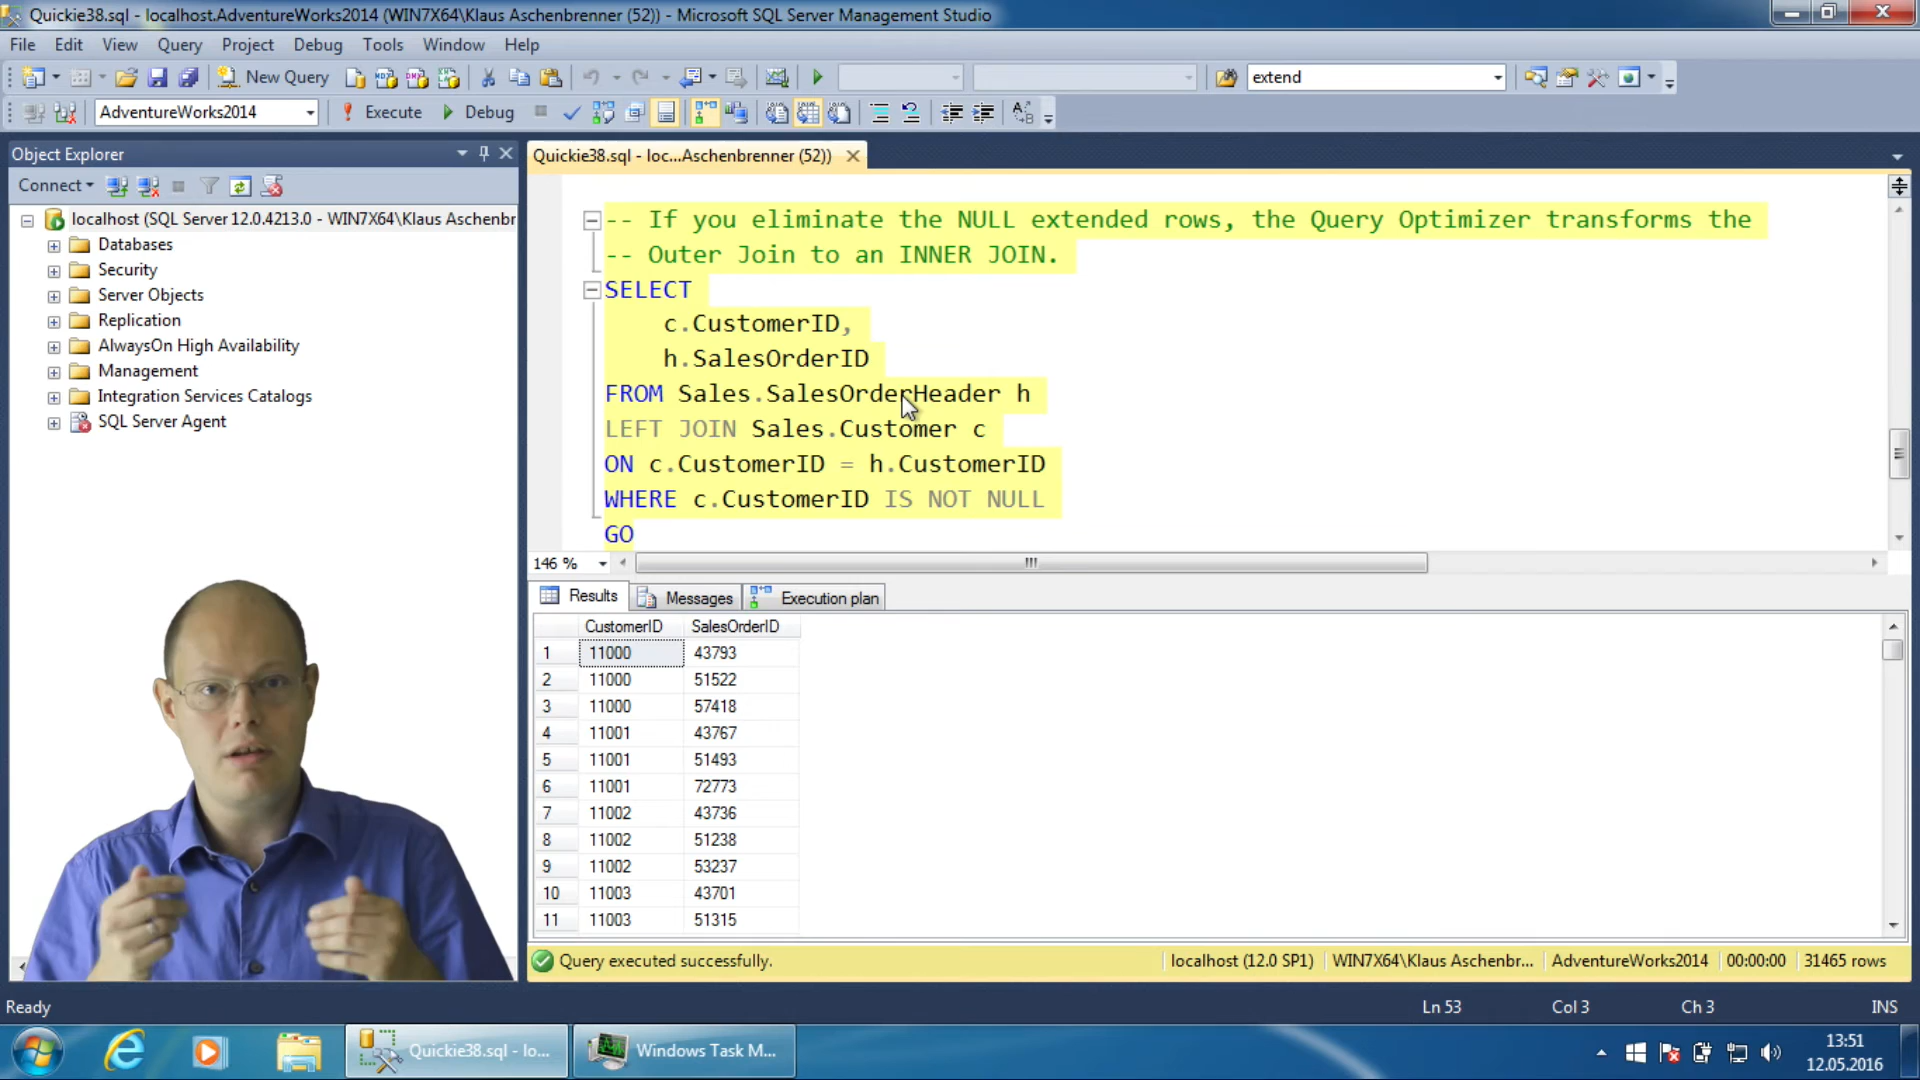 Quickie38.sql - localhost.AdventureWorks2014 (WIN7X64\Klaus Aschenbrenner (52)) - Microsoft SQL Server Management Studio
File Edit View Query Project Debug Tools Window Help
New Query extend
AdventureWorks2014 Execute Debug
Object Explorer
Quickie38.sql - loc...Aschenbrenner (52))
Connect
localhost (SQL Server 12.0.4213.0 - WIN7X64\Klaus Aschenbr
Databases
Security
Server Objects
Replication
AlwaysOn High Availability
Management
Integration Services Catalogs
SQL Server Agent
-- If you eliminate the NULL extended rows, the Query Optimizer transforms the
-- Outer Join to an INNER JOIN.
SELECT
c.CustomerID,
h.SalesOrderID
FROM Sales.SalesOrderHeader h
LEFT JOIN Sales.Customer c
ON c.CustomerID = h.CustomerID
WHERE c.CustomerID IS NOT NULL
GO
146 %
Results Messages Execution plan
CustomerID SalesOrderID
1 11000 43793
2 11000 51522
3 11000 57418
4 11001 43767
5 11001 51493
6 11001 72773
7 11002 43736
8 11002 51238
9 11002 53237
10 11003 43701
11 11003 51315
Query executed successfully. localhost (12.0 SP1) WIN7X64\Klaus Aschenbr... AdventureWorks2014 00:00:00 31465 rows
Ready Ln 53 Col 3 Ch 3 INS
Quickie38.sql - lo... Windows Task M... 13:51
12.05.2016